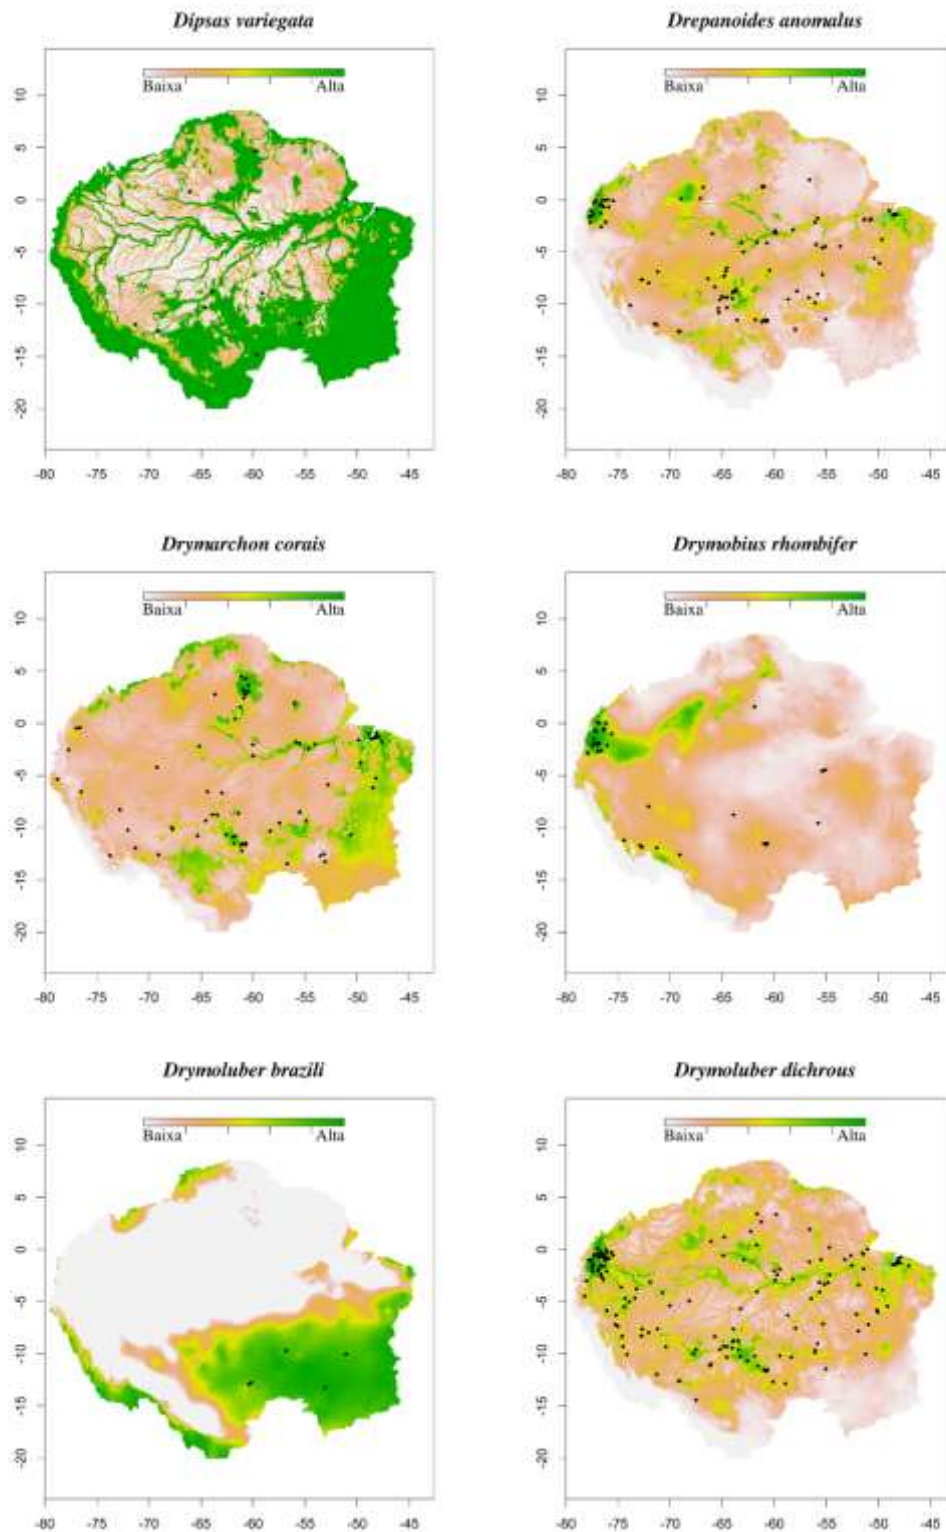 Dipsas variegata
Drepanoides anomalus
Baixa Alta
Baixa Alta
10
5
0
-5
-10
-15
-20
10
5
0
-5
-10
-15
-20
-80 -75 -70 -65 -60 -55 -50 -45
-80 -75 -70 -65 -60 -55 -50 -45
Drymarchon corais
Drymobius rhombifer
Baixa Alta
Baixa Alta
10
5
0
-5
-10
-15
-20
10
5
0
-5
-10
-15
-20
-80 -75 -70 -65 -60 -55 -50 -45
-80 -75 -70 -65 -60 -55 -50 -45
Drymoluber brazili
Drymoluber dichrous
Baixa Alta
Baixa Alta
10
5
0
-5
-10
-15
-20
10
5
0
-5
-10
-15
-20
-80 -75 -70 -65 -60 -55 -50 -45
-80 -75 -70 -65 -60 -55 -50 -45